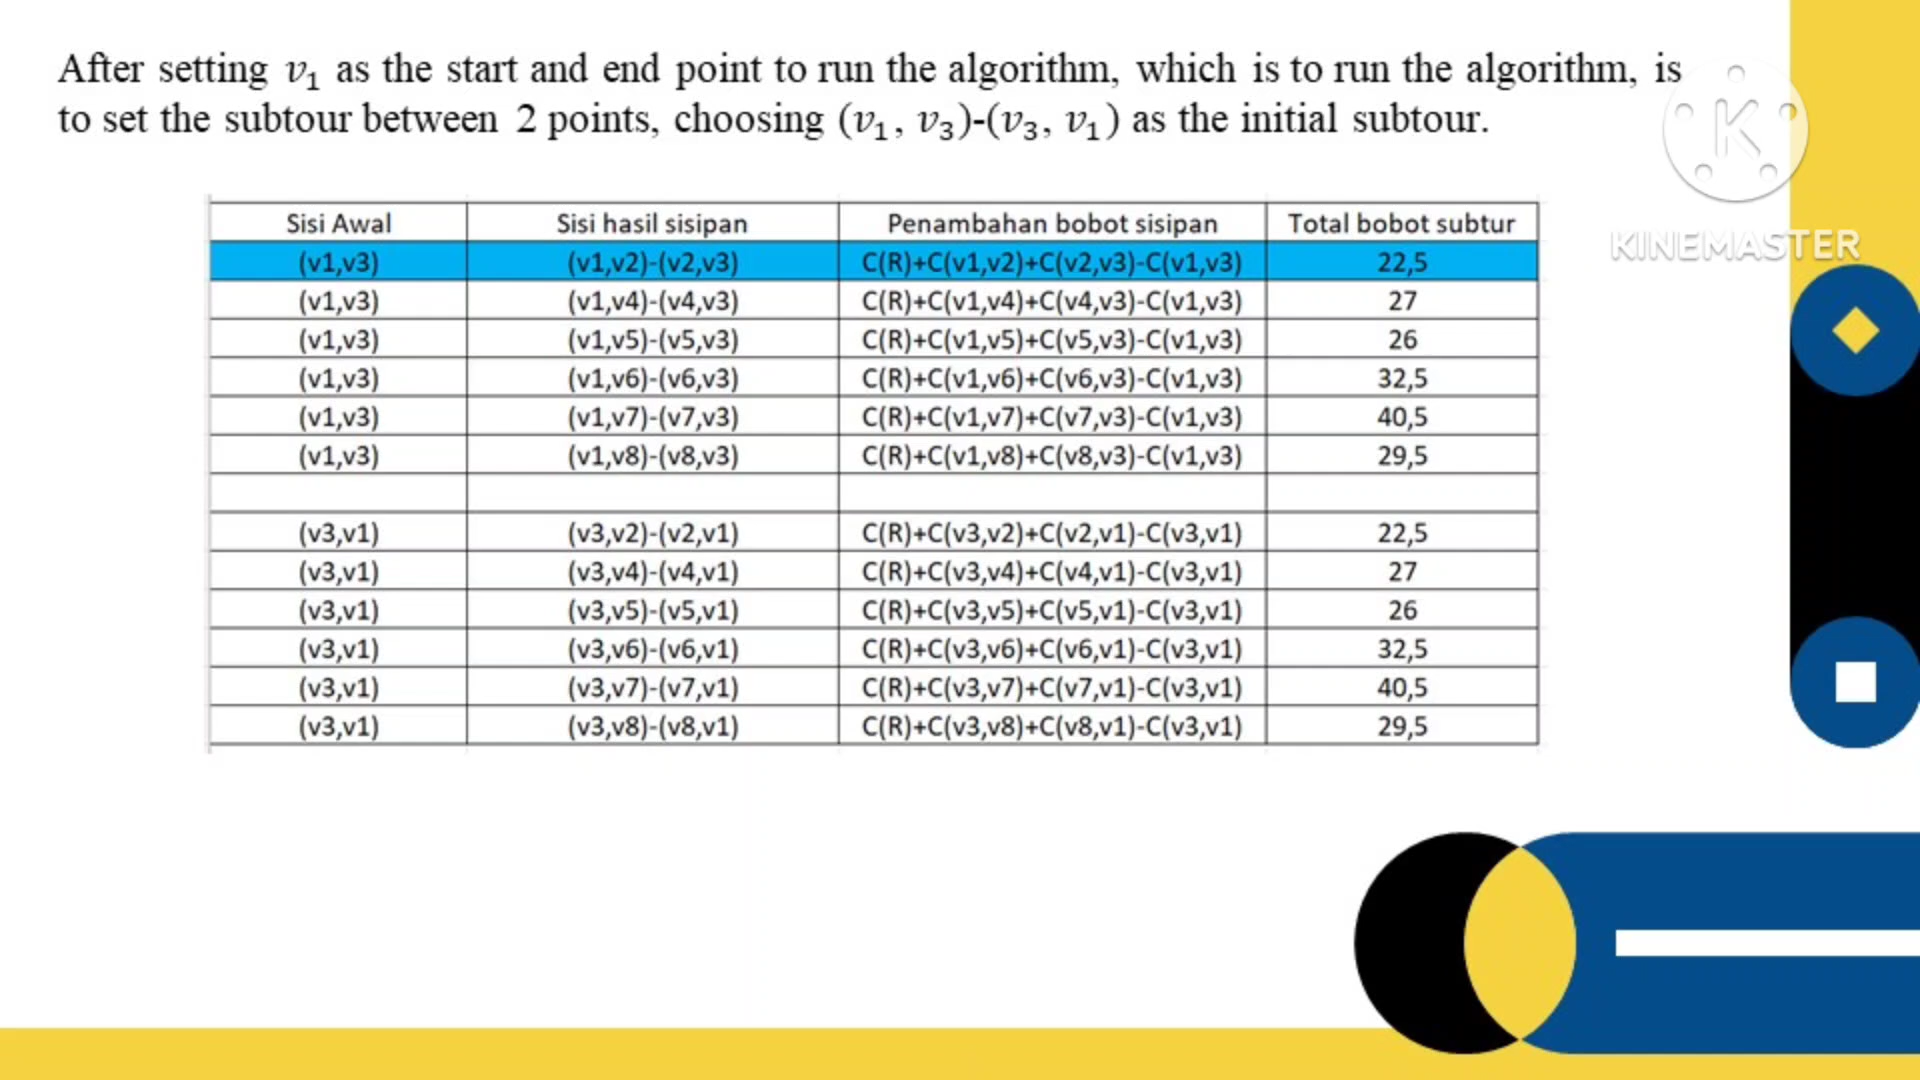 After setting 𝑣₁ as the start and end point to run the algorithm, which is to run the algorithm, is
to set the subtour between 2 points, choosing (𝑣₁, 𝑣₃)-(𝑣₃, 𝑣₁) as the initial subtour.
K
KINEMASTER
Sisi Awal Sisi hasil sisipan Penambahan bobot sisipan Total bobot subtur
(v1,v3) (v1,v2)-(v2,v3) C(R)+C(v1,v2)+C(v2,v3)-C(v1,v3) 22,5
(v1,v3) (v1,v4)-(v4,v3) C(R)+C(v1,v4)+C(v4,v3)-C(v1,v3) 27
(v1,v3) (v1,v5)-(v5,v3) C(R)+C(v1,v5)+C(v5,v3)-C(v1,v3) 26
(v1,v3) (v1,v6)-(v6,v3) C(R)+C(v1,v6)+C(v6,v3)-C(v1,v3) 32,5
(v1,v3) (v1,v7)-(v7,v3) C(R)+C(v1,v7)+C(v7,v3)-C(v1,v3) 40,5
(v1,v3) (v1,v8)-(v8,v3) C(R)+C(v1,v8)+C(v8,v3)-C(v1,v3) 29,5
(v3,v1) (v3,v2)-(v2,v1) C(R)+C(v3,v2)+C(v2,v1)-C(v3,v1) 22,5
(v3,v1) (v3,v4)-(v4,v1) C(R)+C(v3,v4)+C(v4,v1)-C(v3,v1) 27
(v3,v1) (v3,v5)-(v5,v1) C(R)+C(v3,v5)+C(v5,v1)-C(v3,v1) 26
(v3,v1) (v3,v6)-(v6,v1) C(R)+C(v3,v6)+C(v6,v1)-C(v3,v1) 32,5
(v3,v1) (v3,v7)-(v7,v1) C(R)+C(v3,v7)+C(v7,v1)-C(v3,v1) 40,5
(v3,v1) (v3,v8)-(v8,v1) C(R)+C(v3,v8)+C(v8,v1)-C(v3,v1) 29,5